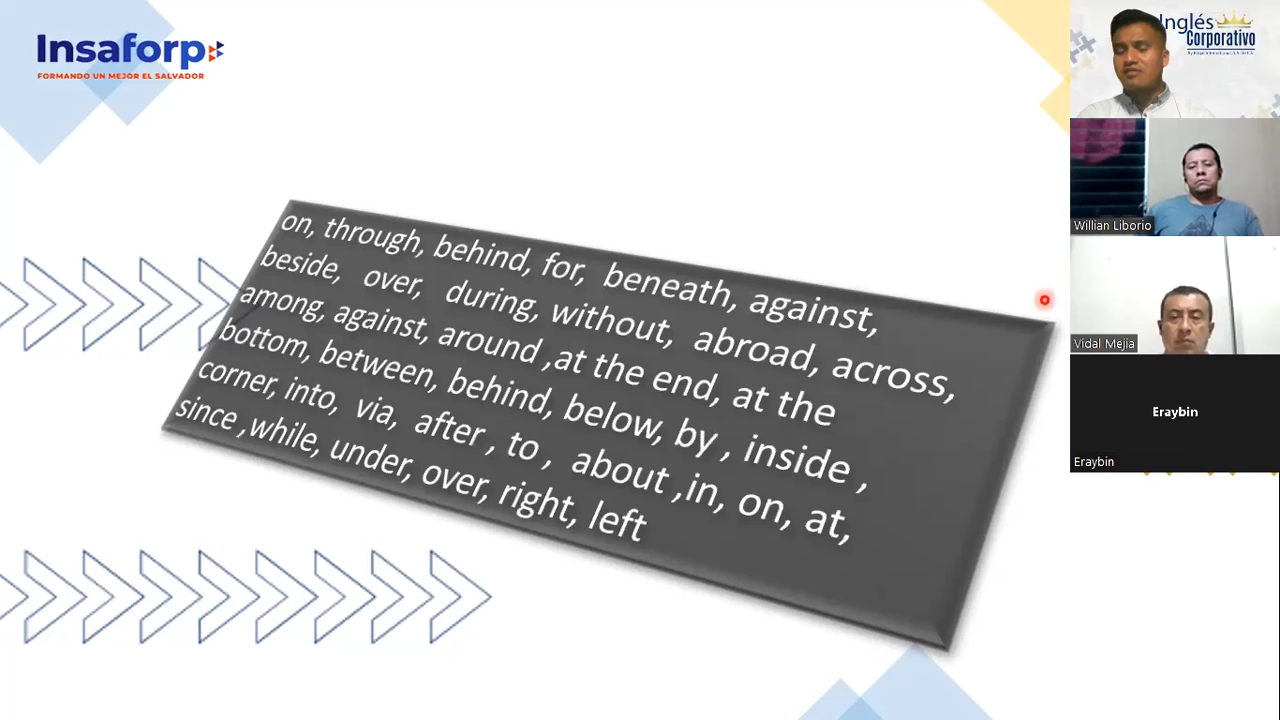 Insaforp
FORMANDO UN MEJOR EL SALVADOR
on, through, behind, for, beneath, against,
beside, over, during, without, abroad, across,
among, against, around ,at the end, at the
bottom, between, behind, below, by , inside ,
corner, into, via, after , to , about ,in, on, at,
since ,while, under, over, right, left
Inglés
Corporativo
Willian Liborio
Vidal Mejia
Eraybin
Eraybin